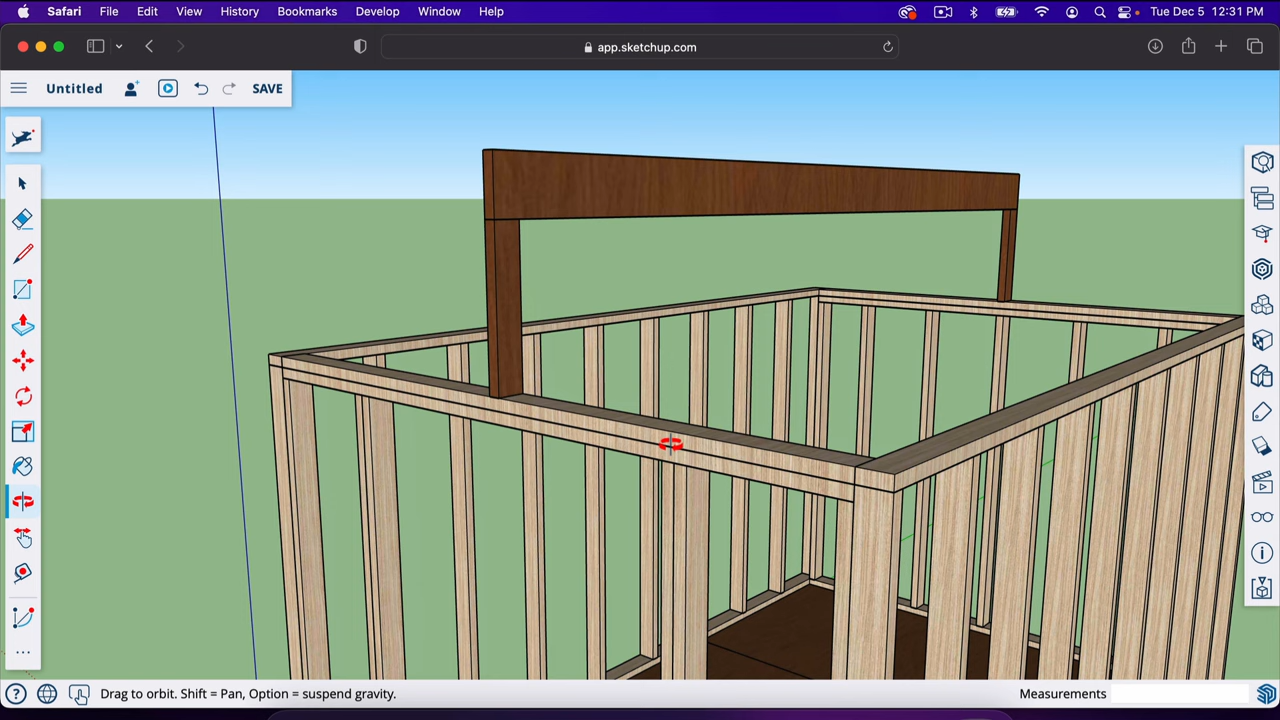 Safari File Edit View History Bookmarks Develop Window Help Tue Dec 5 12:31 PM
app.sketchup.com
Untitled SAVE
Drag to orbit. Shift = Pan, Option = suspend gravity. Measurements